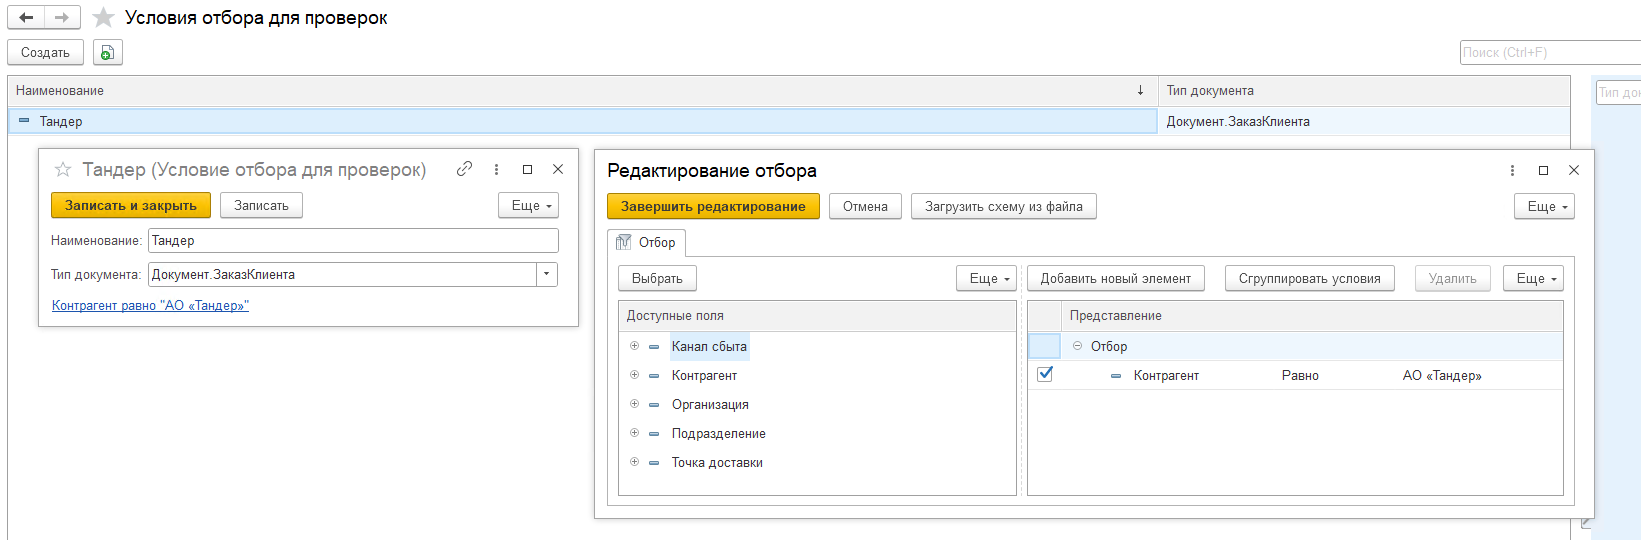 Условия отбора для проверок
Создать
Поиск (Ctrl+F)
Наименование
Тип документа
Тандер
Документ.ЗаказКлиента
Тандер (Условие отбора для проверок)
Записать и закрыть
Записать
Еще
Наименование:
Тандер
Тип документа:
Документ.ЗаказКлиента
Контрагент равно "АО «Тандер»"
Редактирование отбора
Завершить редактирование
Отмена
Загрузить схему из файла
Еще
Отбор
Выбрать
Еще
Добавить новый элемент
Сгруппировать условия
Удалить
Еще
Доступные поля
Представление
Канал сбыта
Контрагент
Организация
Подразделение
Точка доставки
Отбор
Контрагент Равно АО «Тандер»